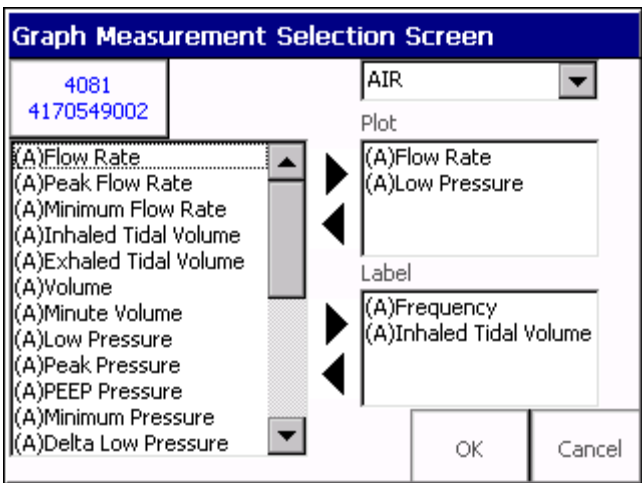 Graph Measurement Selection Screen
4081
4170549002
AIR
Plot
(A)Flow Rate
(A)Peak Flow Rate
(A)Minimum Flow Rate
(A)Inhaled Tidal Volume
(A)Exhaled Tidal Volume
(A)Volume
(A)Minute Volume
(A)Low Pressure
(A)Peak Pressure
(A)PEEP Pressure
(A)Minimum Pressure
(A)Delta Low Pressure
(A)Flow Rate
(A)Low Pressure
Label
(A)Frequency
(A)Inhaled Tidal Volume
OK
Cancel